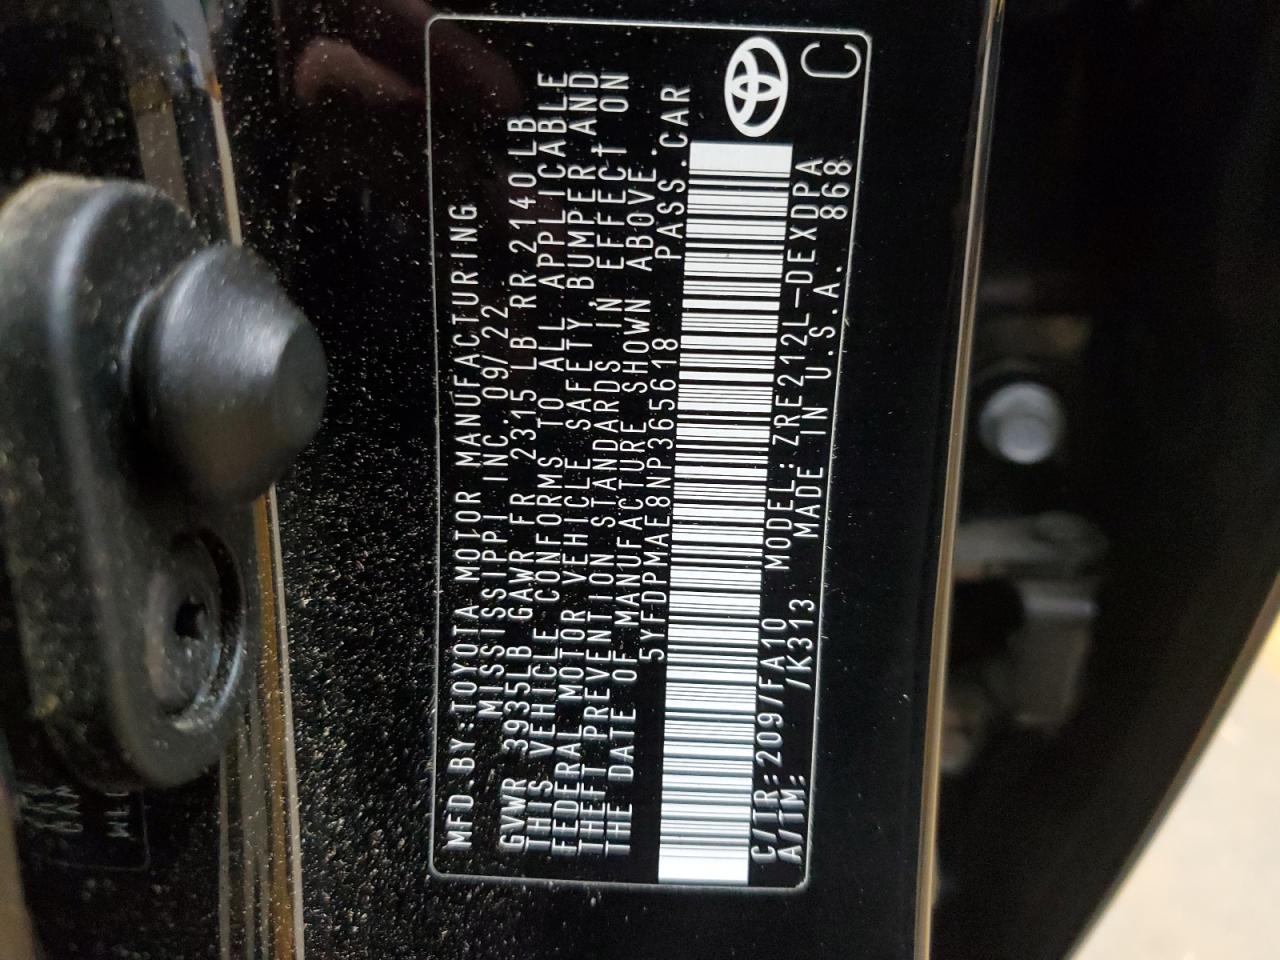 MFD.BY:TOYOTA MOTOR MANUFACTURING
MISSISSIPPI INC.09/22
GVWR 3935LB GAWR FR 2315 LB RR 2140LB
THIS VEHICLE CONFORMS TO ALL APPLICABLE
FEDERAL MOTOR VEHICLE SAFETY,BUMPER,AND
THEFT PREVENTION STANDARDS IN EFFECT ON
THE DATE OF MANUFACTURE SHOWN ABOVE.
5YFDPMAE8NP365618 PASS.CAR
C/TR:209/FA10 MODEL:ZRE212L-DEXDPA
A/TM: /K313 MADE IN U.S.A. 868
C